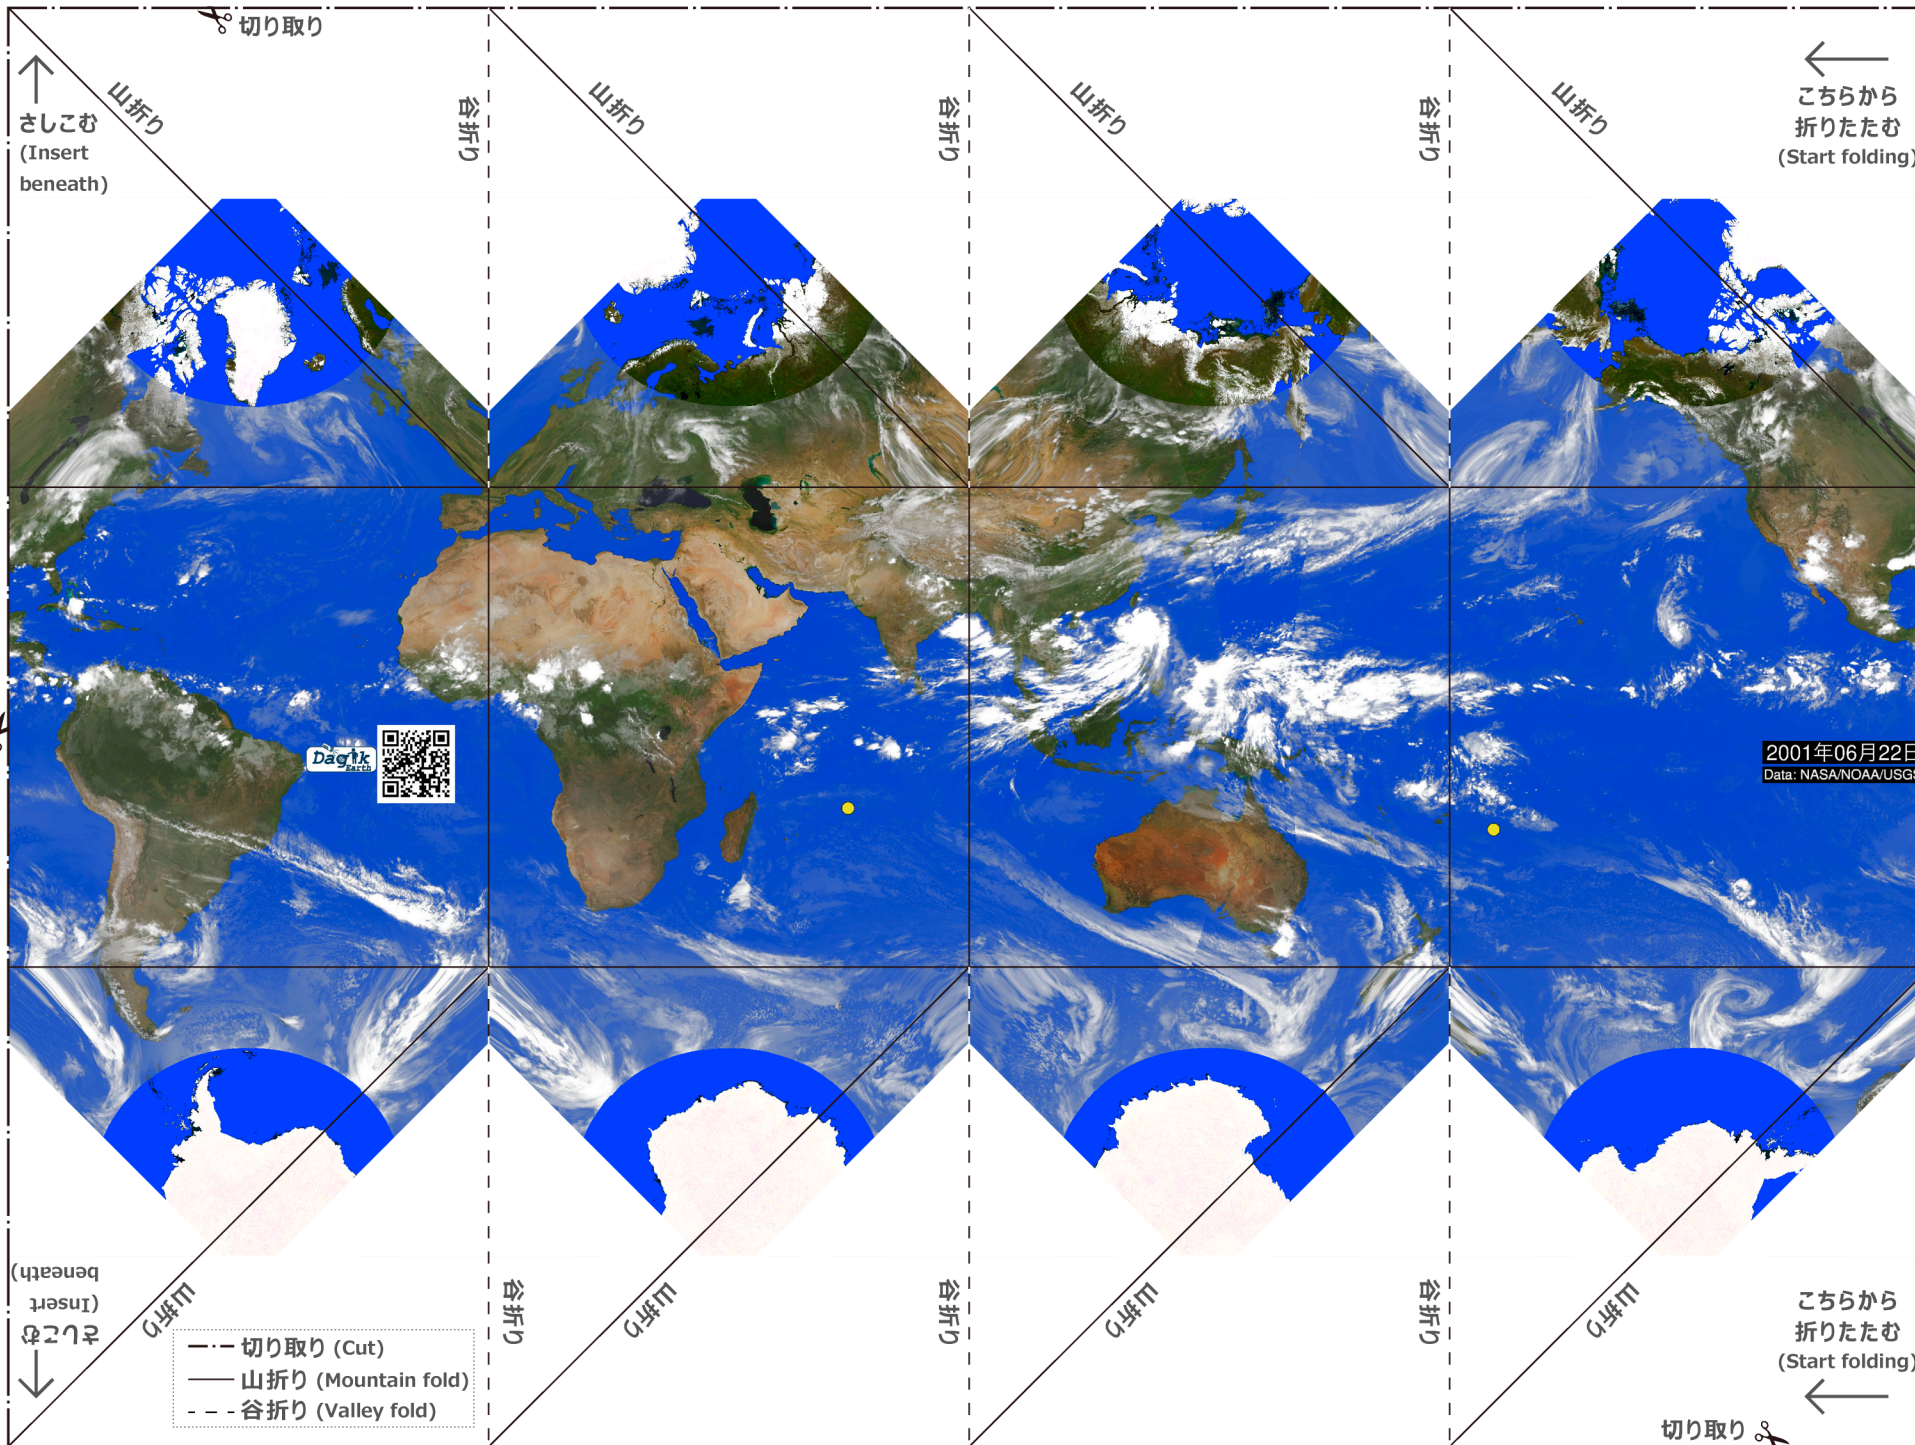 切り取り
山折り
山折り
山折り
山折り
谷折り
谷折り
谷折り
さしこむ
(Insert
beneath)
こちらから
折りたたむ
(Start folding)
Dagik
Earth
2001年06月22日
Data: NASA/NOAA/USGS
さしこむ
(Insert
beneath)
山折り
山折り
山折り
山折り
谷折り
谷折り
谷折り
こちらから
折りたたむ
(Start folding)
切り取り (Cut)
山折り (Mountain fold)
谷折り (Valley fold)
切り取り